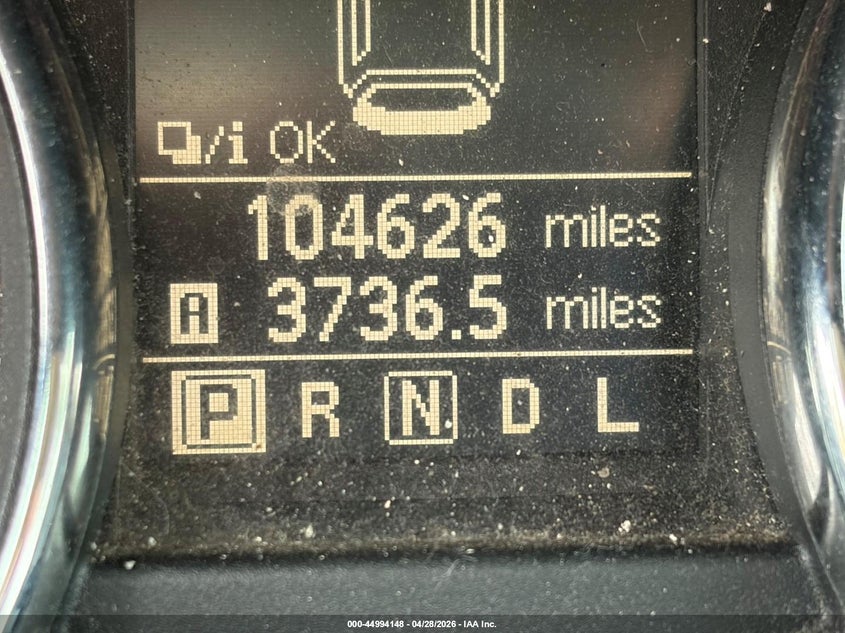 /i OK
104626 miles
A 3736.5 miles
P R N D L
000-44994148 - 04/28/2026 - IAA Inc.